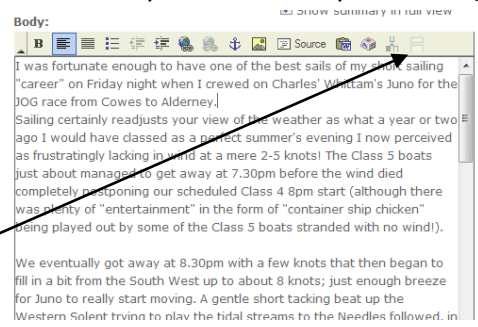 Show summary in full view
Body:
B Source
I was fortunate enough to have one of the best sails of my short sailing
"career" on Friday night when I crewed on Charles' Whittam's Juno for the
JOG race from Cowes to Alderney.
Sailing certainly readjusts your view of the weather as what a year or two
ago I would have classed as a perfect summer's evening I now perceived
as frustratingly lacking in wind at a mere 2-5 knots! The Class 5 boats
just about managed to get away at 7.30pm before the wind died
completely postponing our scheduled Class 4 8pm start (although there
was plenty of "entertainment" in the form of "container ship chicken"
being played out by some of the Class 5 boats stranded with no wind!).
We eventually got away at 8.30pm with a few knots that then began to
fill in a bit from the South West up to about 8 knots; just enough breeze
for Juno to really start moving. A gentle short tacking beat up the
Western Solent trying to play the tidal streams to the Needles followed, in